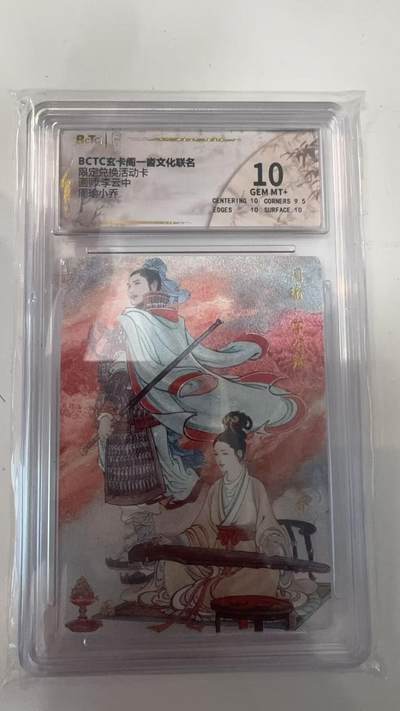 BCTC
BCTC玄卡阁一酱文化联名
限定兑换活动卡
画师:李云中
周瑜小乔
10
GEM MT+
CENTERING 10 CORNERS 9.5
EDGES 10 SURFACE 10